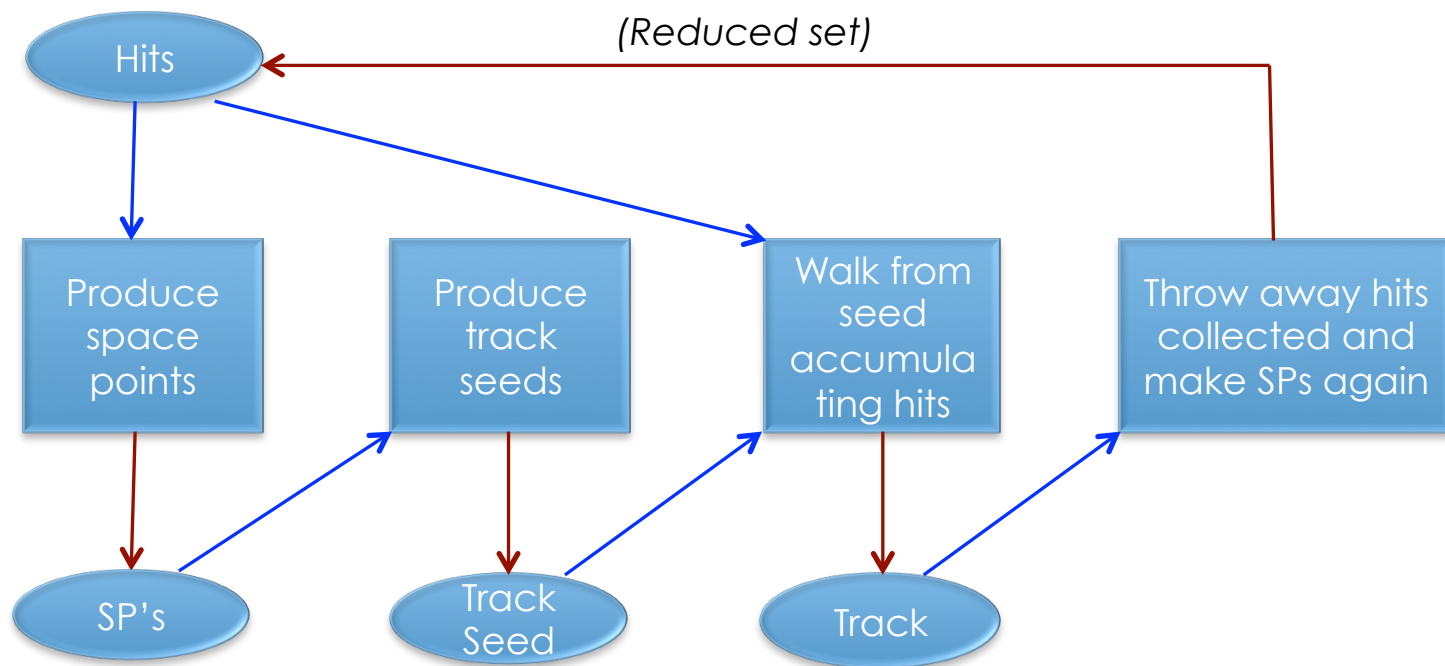 (Reduced set)
Hits
Produce
space
points
Produce
track
seeds
Walk from
seed
accumula
ting hits
Throw away hits
collected and
make SPs again
SP’s
Track
Seed
Track